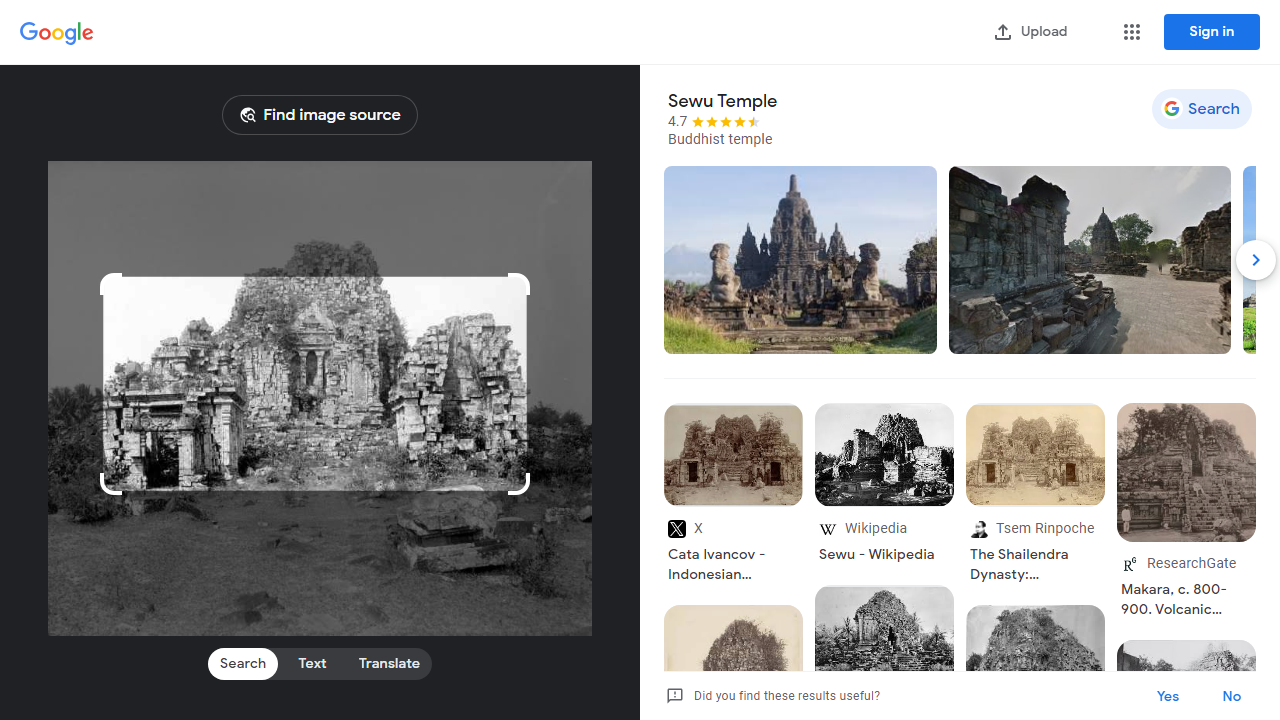 Google
Upload
Sign in
Find image source
Search
Text
Translate
Sewu Temple
4.7
Buddhist temple
Search
X
Cata Ivancov -
Indonesian...
Wikipedia
Sewu - Wikipedia
Tsem Rinpoche
The Shailendra
Dynasty:...
ResearchGate
Makara, c. 800-
900. Volcanic...
Did you find these results useful?
Yes
No